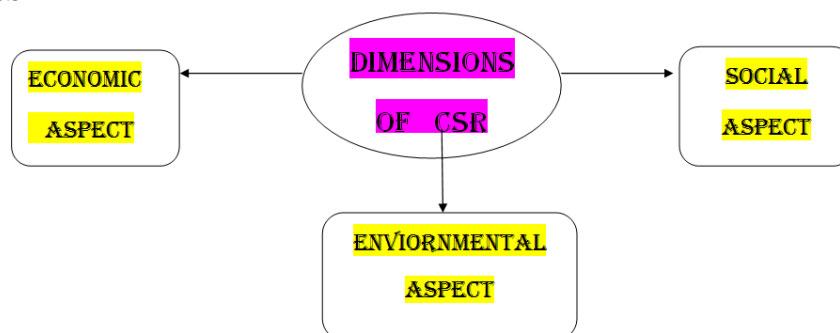 DIMENSIONS
OF CSR
ECONOMIC
ASPECT
SOCIAL
ASPECT
ENVIORNMENTAL
ASPECT